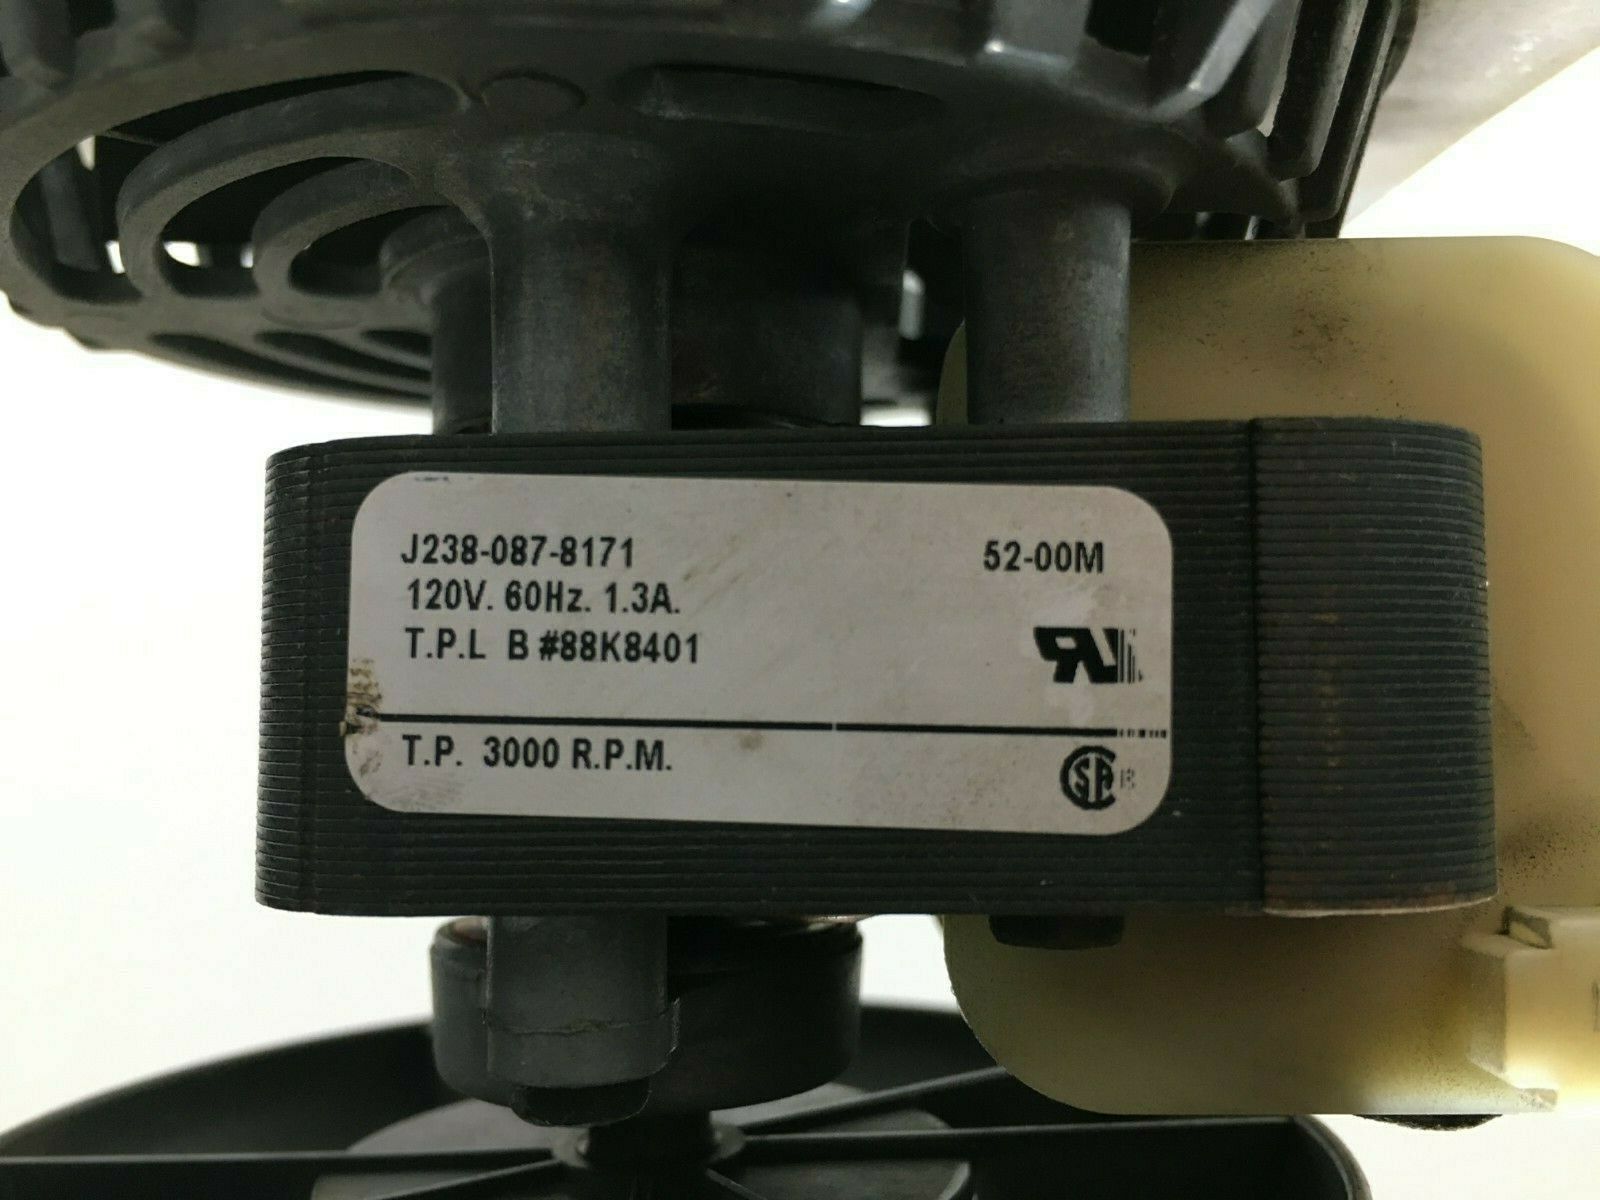 J238-087-8171 52-00M
120V. 60Hz. 1.3A.
T.P.L B #88K8401
T.P. 3000 R.P.M.